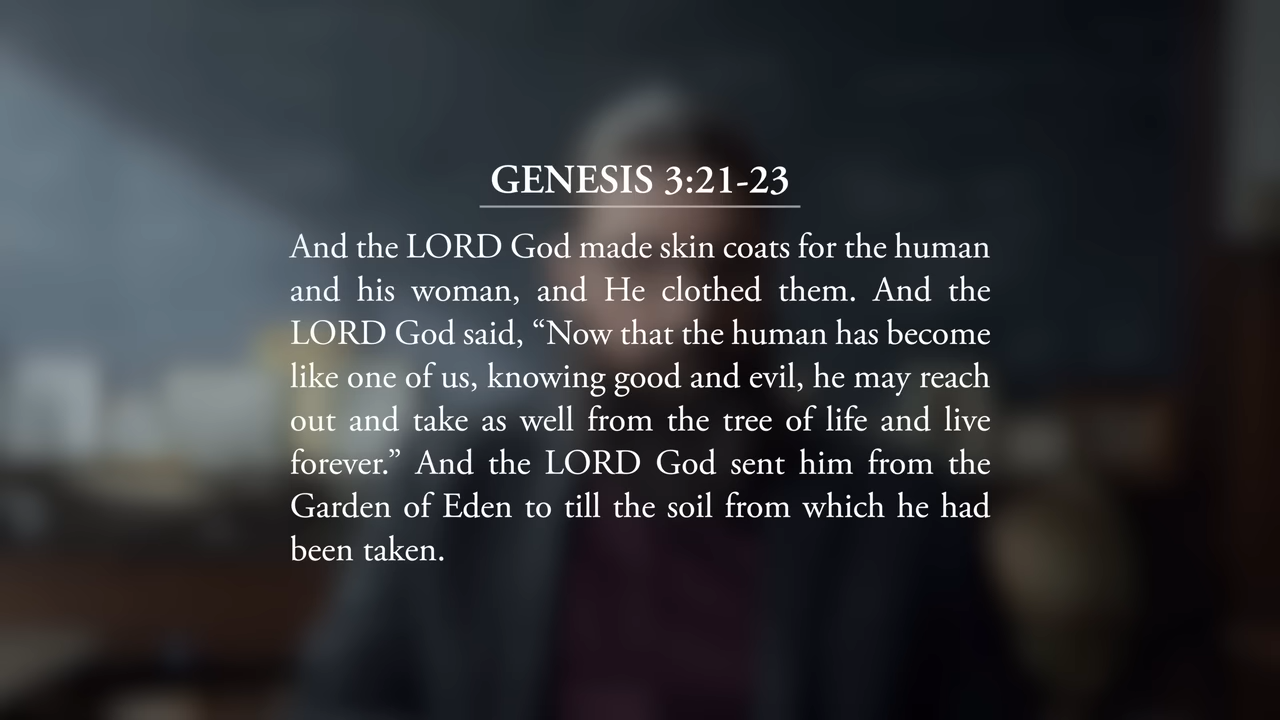 GENESIS 3:21-23
And the LORD God made skin coats for the human
and his woman, and He clothed them. And the
LORD God said, “Now that the human has become
like one of us, knowing good and evil, he may reach
out and take as well from the tree of life and live
forever.” And the LORD God sent him from the
Garden of Eden to till the soil from which he had
been taken.